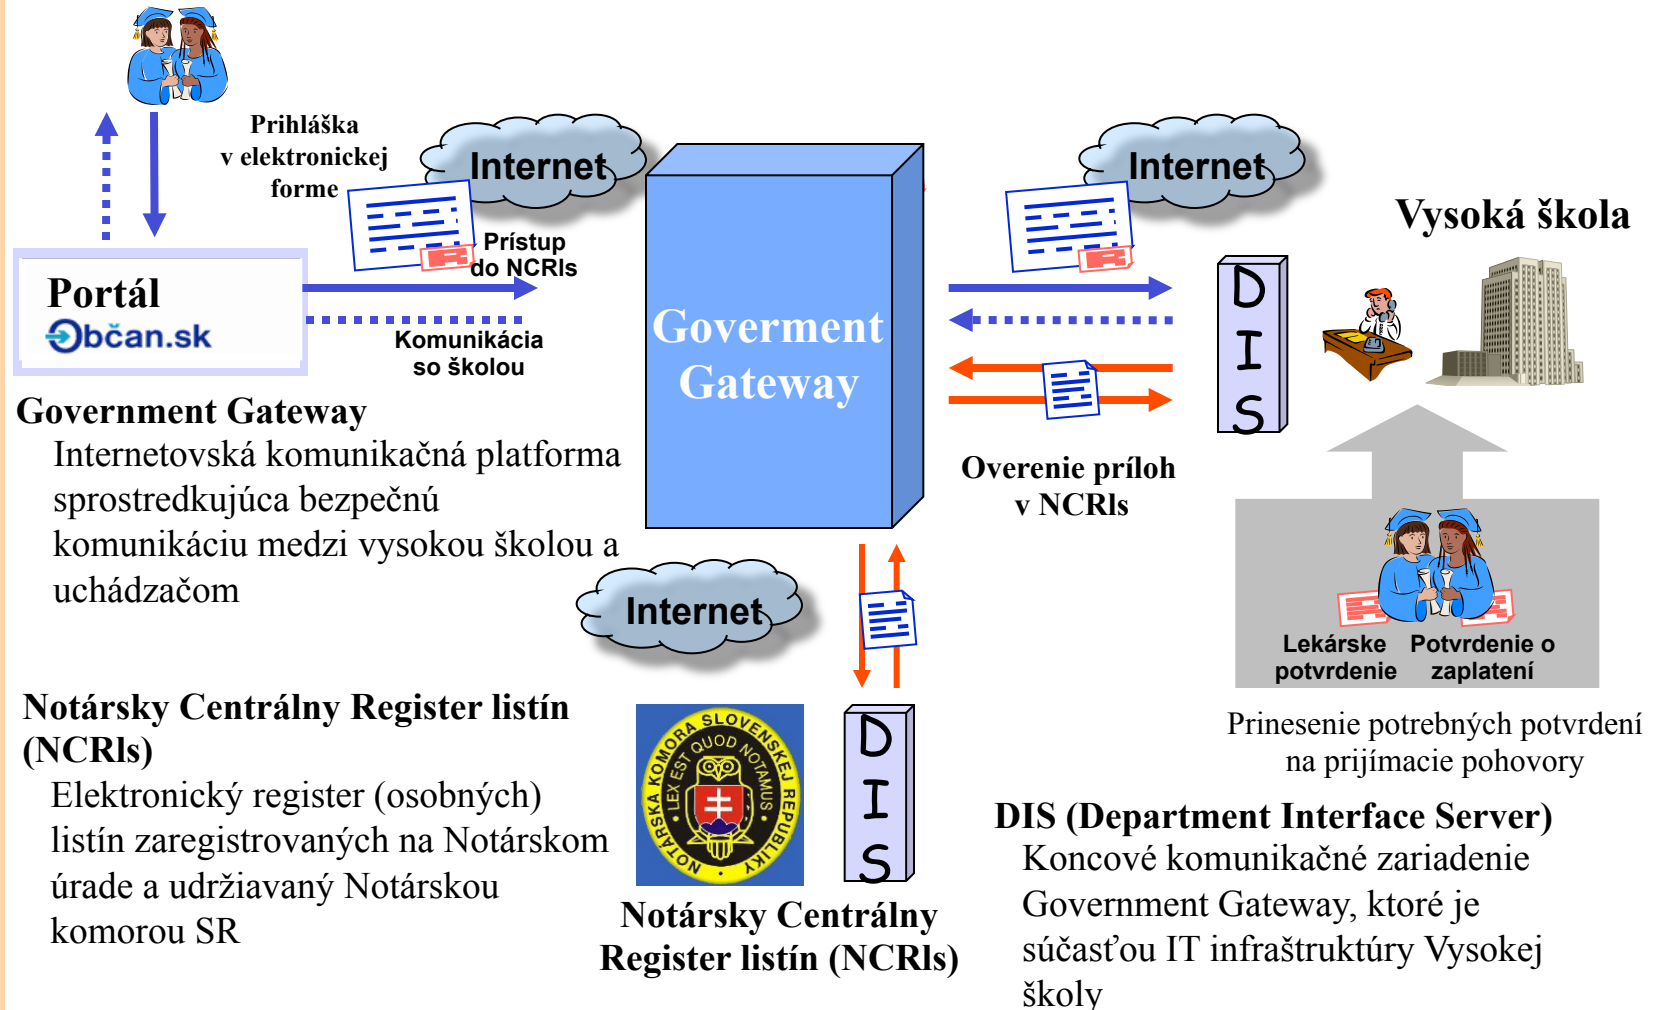 Prihláška
v elektronickej
forme
Internet
Prístup
do NCRls
Portál
Občan.sk
Komunikácia
so školou
Goverment
Gateway
Internet
Vysoká škola
D
I
S
Overenie príloh
v NCRls
Government Gateway
Internetovská komunikačná platforma
sprostredkujúca bezpečnú
komunikáciu medzi vysokou školou a
uchádzačom
Internet
Lekárske
potvrdenie
Potvrdenie o
zaplatení
Prinesenie potrebných potvrdení
na prijímacie pohovory
Notársky Centrálny Register listín
(NCRls)
Elektronický register (osobných)
listín zaregistrovaných na Notárskom
úrade a udržiavaný Notárskou
komorou SR
NOTÁRSKA KOMORA SLOVENSKEJ REPUBLIKY
LEX EST QUOD NOTAMUS
D
I
S
Notársky Centrálny
Register listín (NCRls)
DIS (Department Interface Server)
Koncové komunikačné zariadenie
Government Gateway, ktoré je
súčasťou IT infraštruktúry Vysokej
školy